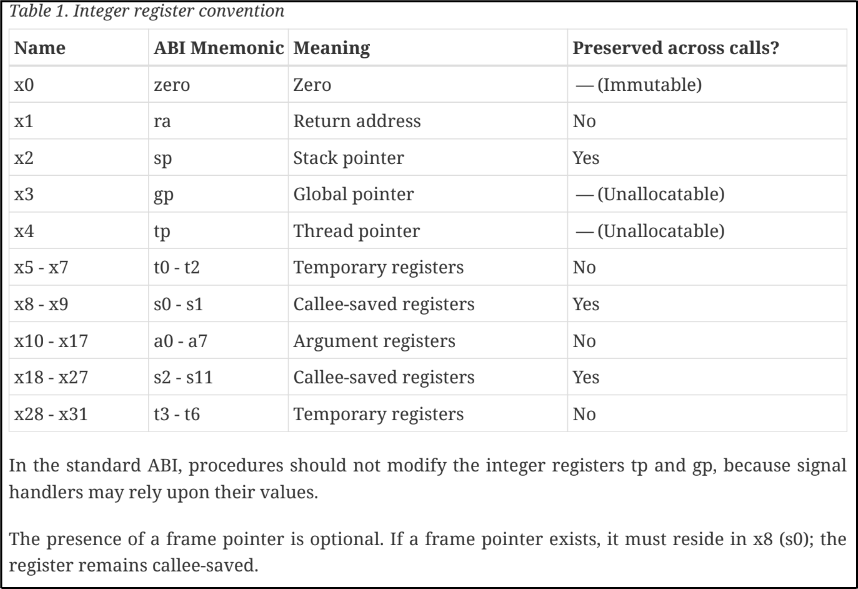 Table 1. Integer register convention
Name ABI Mnemonic Meaning Preserved across calls?
x0 zero Zero — (Immutable)
x1 ra Return address No
x2 sp Stack pointer Yes
x3 gp Global pointer — (Unallocatable)
x4 tp Thread pointer — (Unallocatable)
x5 - x7 t0 - t2 Temporary registers No
x8 - x9 s0 - s1 Callee-saved registers Yes
x10 - x17 a0 - a7 Argument registers No
x18 - x27 s2 - s11 Callee-saved registers Yes
x28 - x31 t3 - t6 Temporary registers No
In the standard ABI, procedures should not modify the integer registers tp and gp, because signal
handlers may rely upon their values.
The presence of a frame pointer is optional. If a frame pointer exists, it must reside in x8 (s0); the
register remains callee-saved.